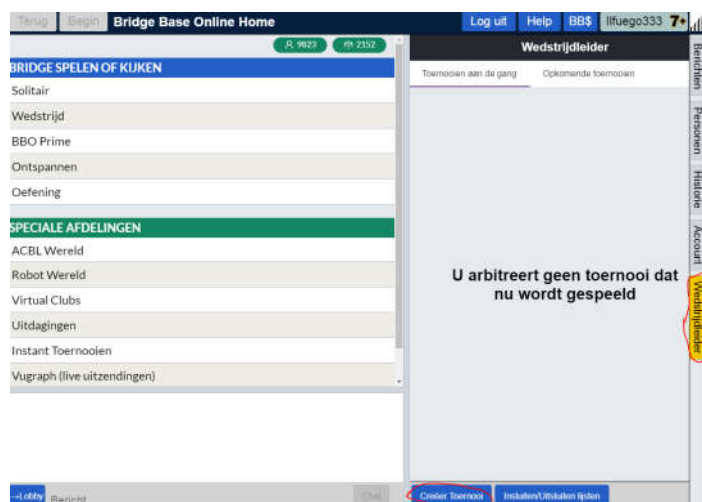 Terug Begin Bridge Base Online Home Log uit Help BB$ llfuego333 7+
9823 2152
BRIDGE SPELEN OF KIJKEN
Solitair
Wedstrijd
BBO Prime
Ontspannen
Oefening
SPECIALE AFDELINGEN
ACBL Wereld
Robot Wereld
Virtual Clubs
Uitdagingen
Instant Toernooien
Vugraph (live uitzendingen)
→Lobby Bericht Chat
Wedstrijdleider
Toernooien aan de gang Opkomende toernooien
U arbitreert geen toernooi dat
nu wordt gespeeld
Creëer Toernooi Insluiten/Uitsluiten lijsten
Berichten
Personen
Historie
Account
Wedstrijdleider